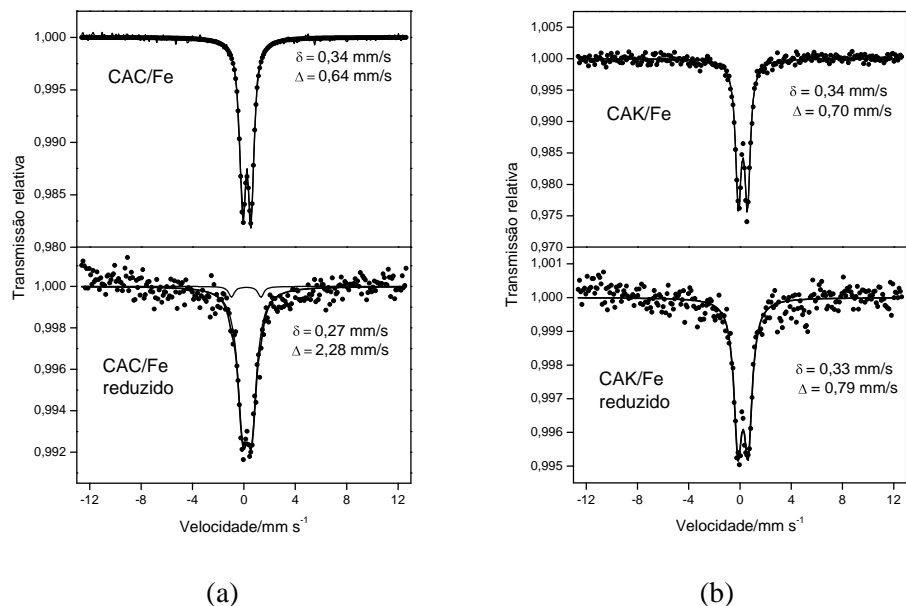 1,000
0,995
0,990
0,985
0,980
CAC/Fe
δ = 0,34 mm/s
Δ = 0,64 mm/s
1,000
0,998
0,996
0,994
0,992
δ = 0,27 mm/s
Δ = 2,28 mm/s
CAC/Fe
reduzido
Transmissão relativa
-12 -8 -4 0 4 8 12
Velocidade/mm s⁻¹
(a)
1,005
1,000
0,995
0,990
0,985
0,980
0,975
0,970
CAK/Fe
δ = 0,34 mm/s
Δ = 0,70 mm/s
1,001
1,000
0,999
0,998
0,997
0,996
0,995
δ = 0,33 mm/s
Δ = 0,79 mm/s
CAK/Fe
reduzido
Transmissão relativa
-12 -8 -4 0 4 8 12
Velocidade/mm s⁻¹
(b)